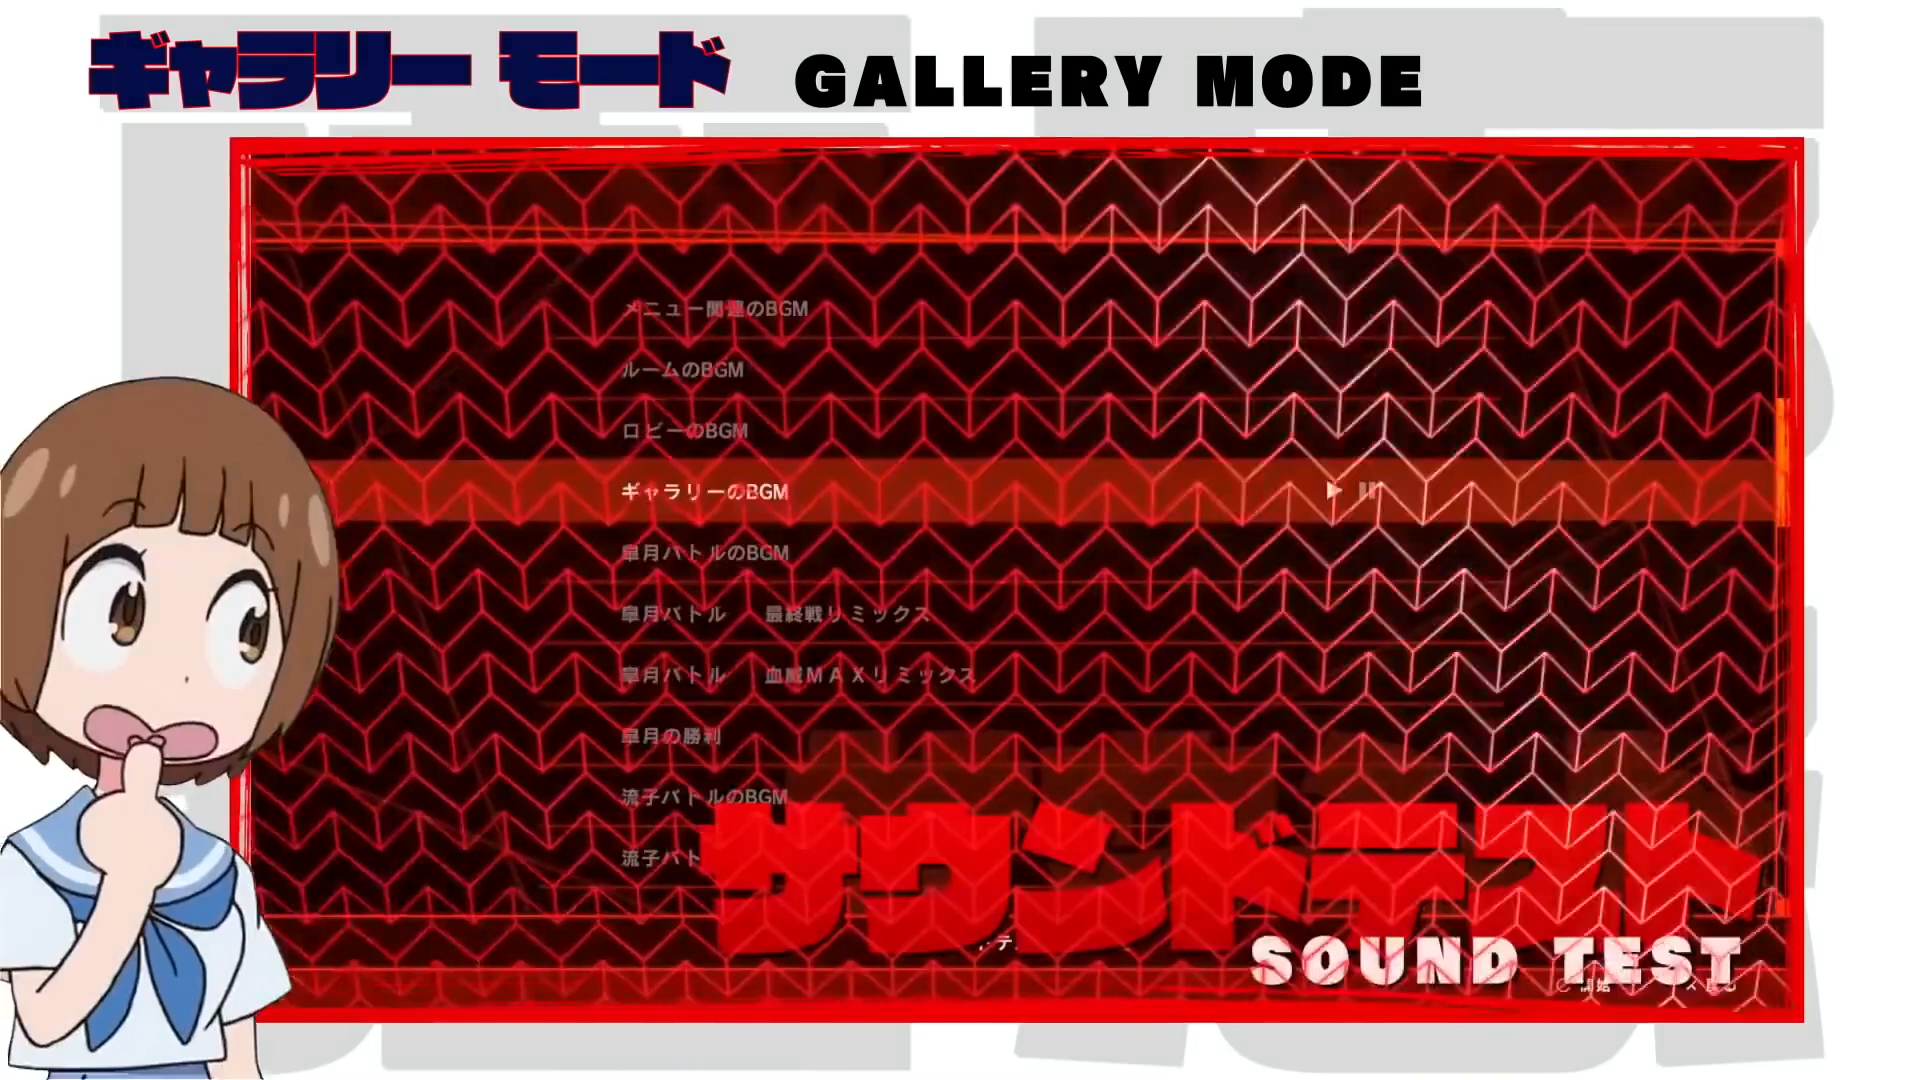 ギャラリー モード GALLERY MODE
メニュー関連のBGM
ルームのBGM
ロビーのBGM
ギャラリーのBGM
皐月バトルのBGM
皐月バトル 最終戦リミックス
皐月バトル 血威MAXリミックス
皐月の勝利
流子バトルのBGM
流子バト
サウンドテスト
SOUND TEST
開始